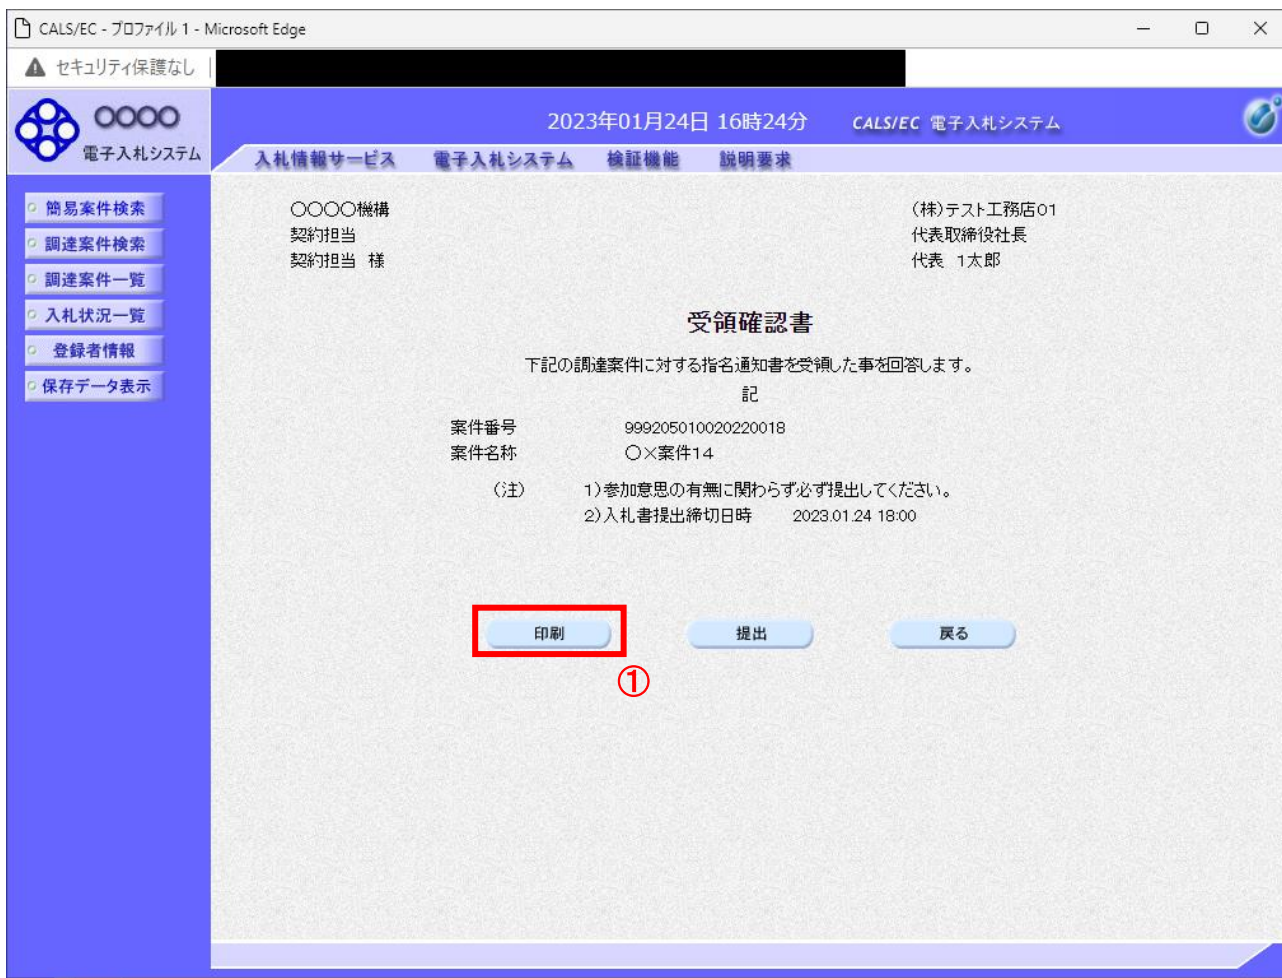 CALS/EC - プロファイル 1 - Microsoft Edge
セキュリティ保護なし
〇〇〇〇
電子入札システム
2023年01月24日 16時24分
CALS/EC 電子入札システム
入札情報サービス 電子入札システム 検証機能 説明要求
簡易案件検索
調達案件検索
調達案件一覧
入札状況一覧
登録者情報
保存データ表示
〇〇〇〇機構
契約担当
契約担当 様
(株)テスト工務店01
代表取締役社長
代表 1太郎
受領確認書
下記の調達案件に対する指名通知書を受領した事を回答します。
記
案件番号 999205010020220018
案件名称 〇×案件14
(注) 1)参加意思の有無に関わらず必ず提出してください。
2)入札書提出締切日時 2023.01.24 18:00
印刷 提出 戻る
①